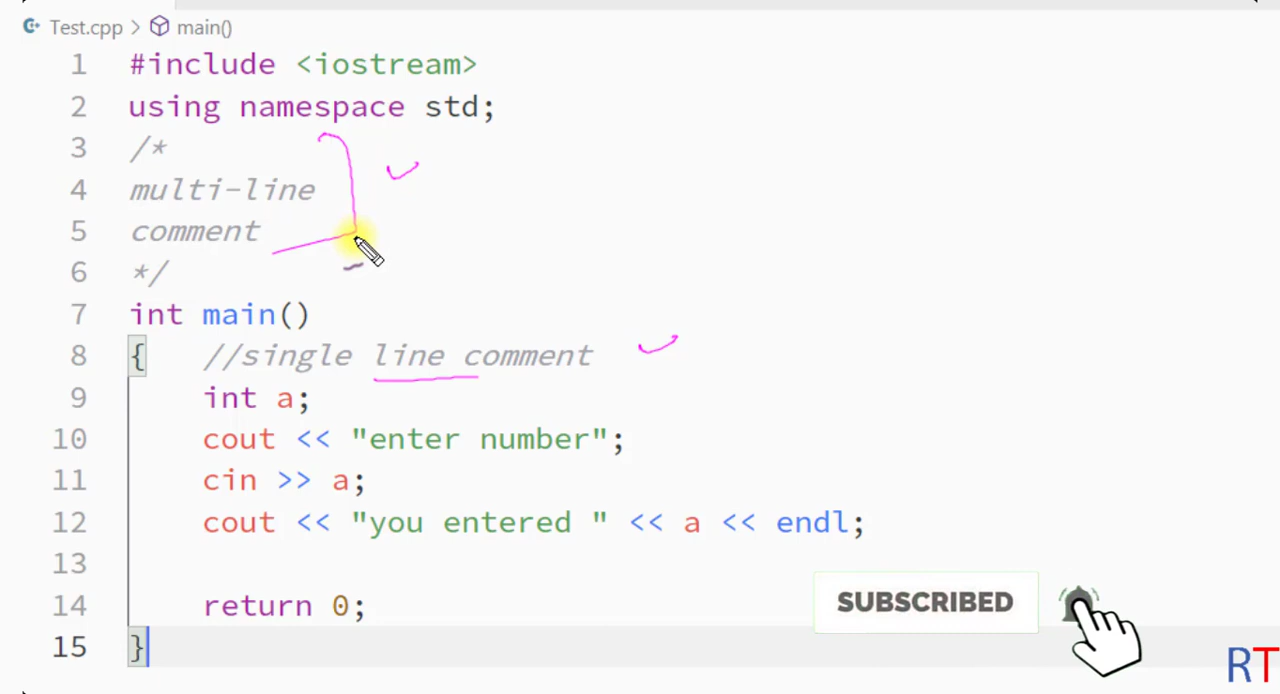 Test.cpp > main()
1 #include <iostream>
2 using namespace std;
3 /*
4 multi-line
5 comment
6 */
7 int main()
8 { //single line comment
9 int a;
10 cout << "enter number";
11 cin >> a;
12 cout << "you entered " << a << endl;
13
14 return 0;
15 }
SUBSCRIBED
RT